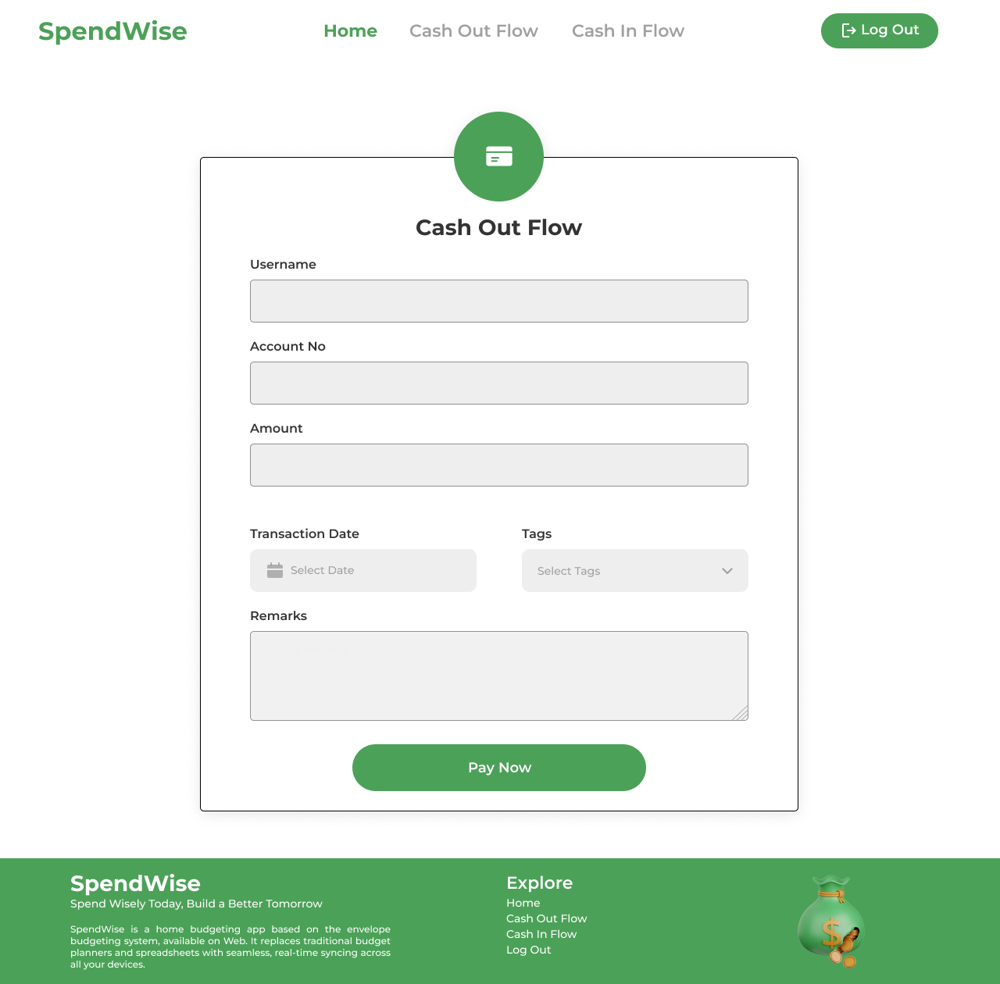 SpendWise
Home
Cash Out Flow
Cash In Flow
Log Out
Cash Out Flow
Username
Account No
Amount
Transaction Date
Tags
Select Date
Select Tags
Remarks
Pay Now
SpendWise
Spend Wisely Today, Build a Better Tomorrow
SpendWise is a home budgeting app based on the envelope
budgeting system, available on Web. It replaces traditional budget
planners and spreadsheets with seamless, real-time syncing across
all your devices.
Explore
Home
Cash Out Flow
Cash In Flow
Log Out
$